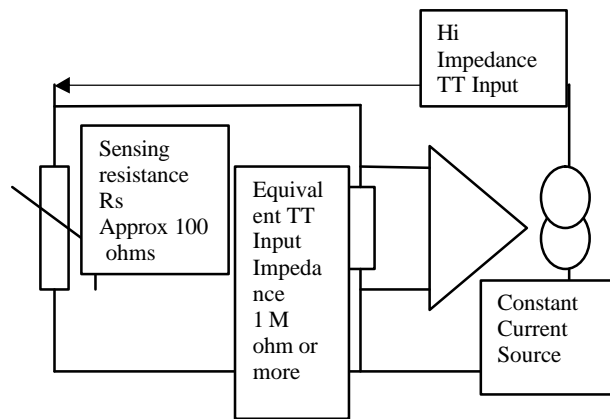 Hi
Impedance
TT Input
Sensing
resistance
Rs
Approx 100
ohms
Equival
ent TT
Input
Impeda
nce
1 M
ohm or
more
Constant
Current
Source